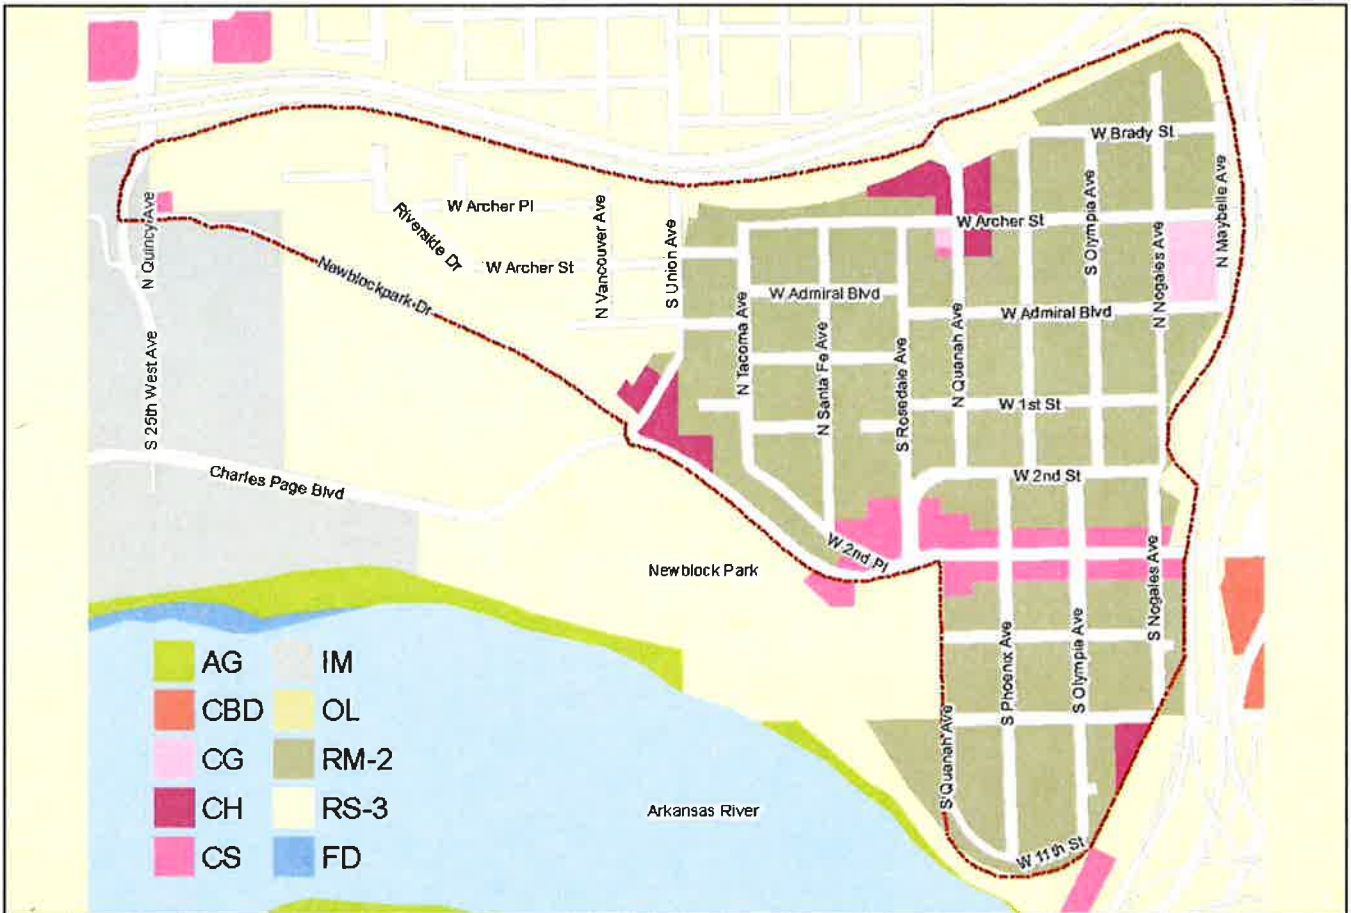 W Brady St
N Maybelle Ave
N Quincy Ave
Riverside Dr
W Archer Pl
N Vancouver Ave
S Union Ave
W Archer St
S Olympia Ave
N Nogales Ave
Newblockpark Dr
W Archer St
N Tacoma Ave
W Admiral Blvd
N Santa Fe Ave
S Rosedale Ave
N Quanah Ave
W Admiral Blvd
S 25th West Ave
W 1st St
Charles Page Blvd
W 2nd St
W 2nd Pl
S Nogales Ave
Newblock Park
S Phoenix Ave
S Olympia Ave
S Quanah Ave
W 11th St
Arkansas River
AG
IM
CBD
OL
CG
RM-2
CH
RS-3
CS
FD